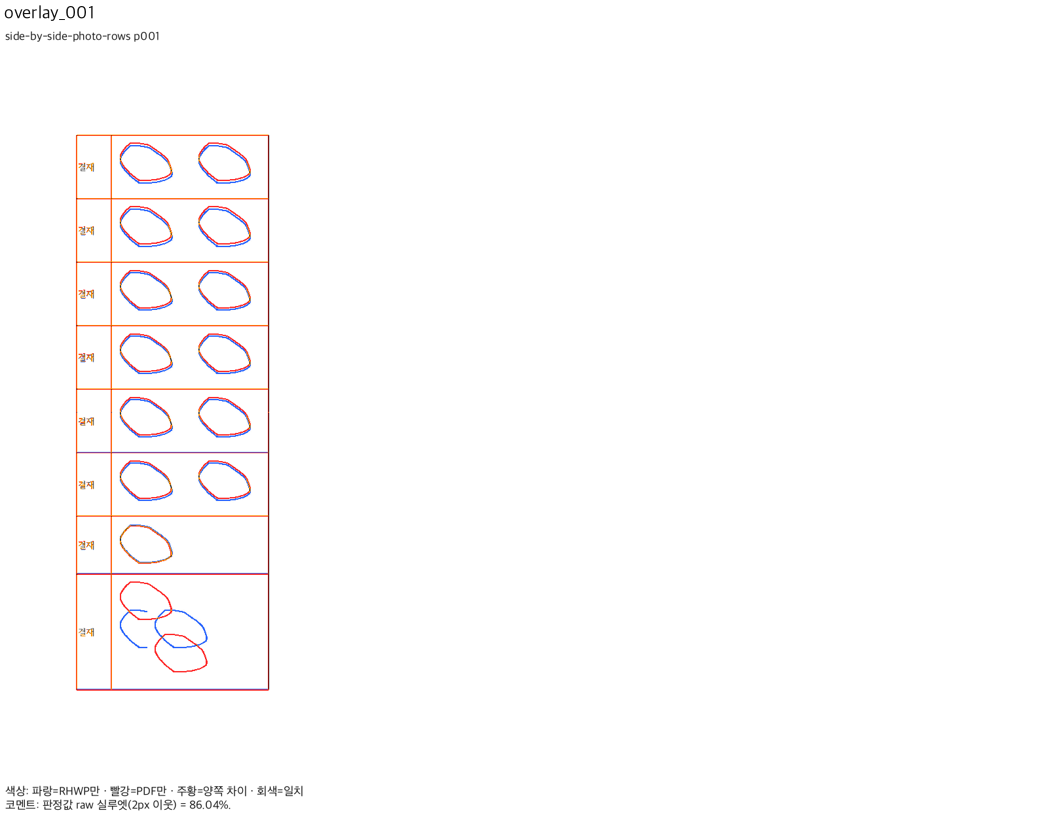 overlay_001
side-by-side-photo-rows p001
결재
결재
결재
결재
결재
결재
결재
결재
색상: 파랑=RHWP만 · 빨강=PDF만 · 주황=양쪽 차이 · 회색=일치
코멘트: 판정값 raw 실루엣(2px 이웃) = 86.04%.